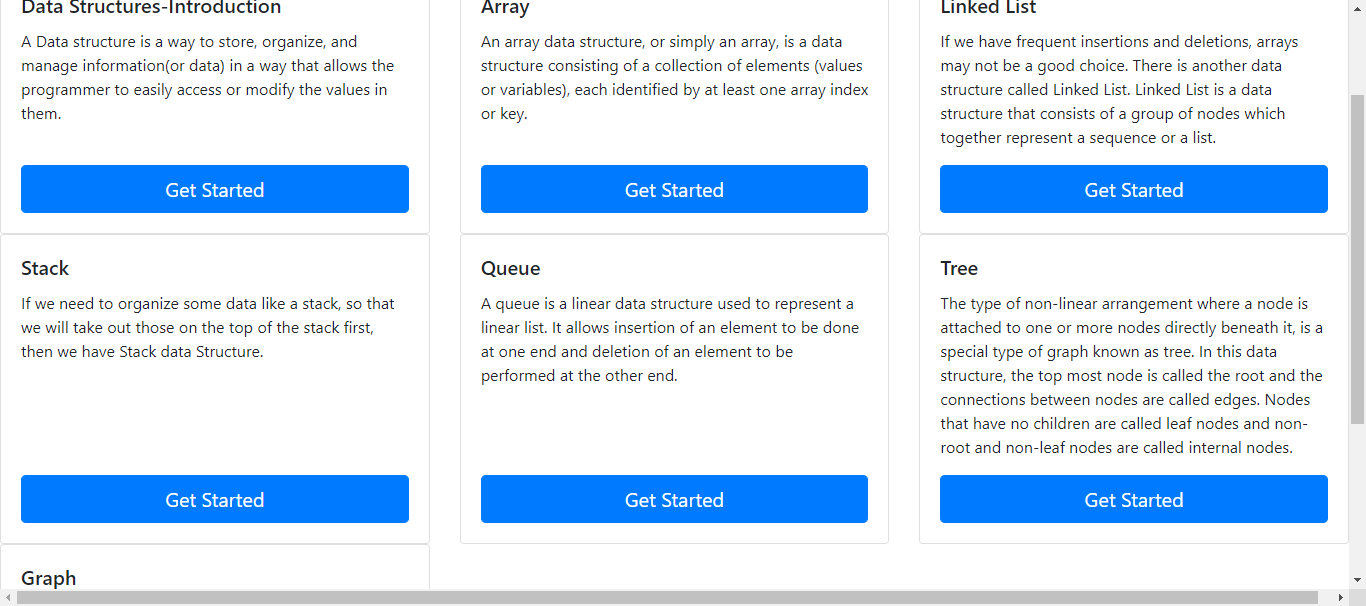 Data Structures-Introduction
A Data structure is a way to store, organize, and
manage information(or data) in a way that allows the
programmer to easily access or modify the values in
them.
Get Started
Array
An array data structure, or simply an array, is a data
structure consisting of a collection of elements (values
or variables), each identified by at least one array index
or key.
Get Started
Linked List
If we have frequent insertions and deletions, arrays
may not be a good choice. There is another data
structure called Linked List. Linked List is a data
structure that consists of a group of nodes which
together represent a sequence or a list.
Get Started
Stack
If we need to organize some data like a stack, so that
we will take out those on the top of the stack first,
then we have Stack data Structure.
Get Started
Queue
A queue is a linear data structure used to represent a
linear list. It allows insertion of an element to be done
at one end and deletion of an element to be
performed at the other end.
Get Started
Tree
The type of non-linear arrangement where a node is
attached to one or more nodes directly beneath it, is a
special type of graph known as tree. In this data
structure, the top most node is called the root and the
connections between nodes are called edges. Nodes
that have no children are called leaf nodes and non-
root and non-leaf nodes are called internal nodes.
Get Started
Graph